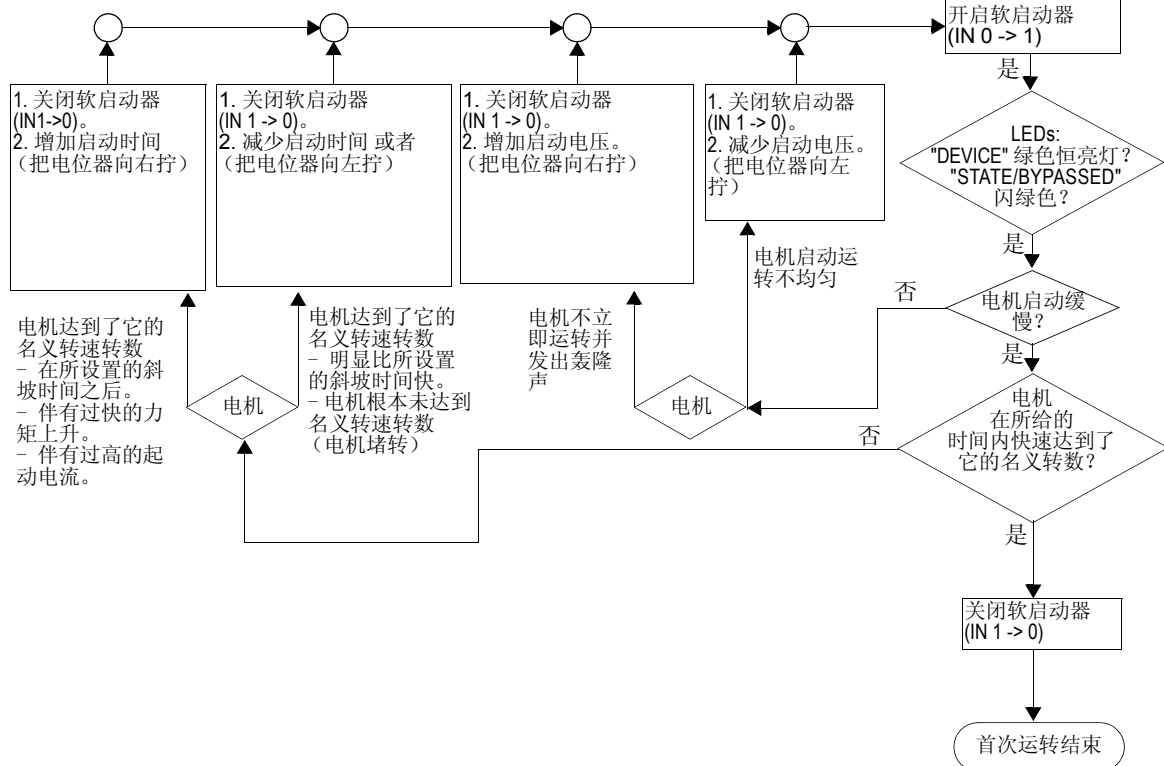 开启软启动器
(IN 0 -> 1)
是
1. 关闭软启动器
(IN1->0)。
2. 增加启动时间
（把电位器向右拧）
1. 关闭软启动器
(IN 1 -> 0)。
2. 减少启动时间 或者
（把电位器向左拧）
1. 关闭软启动器
(IN 1 -> 0)。
2. 增加启动电压。
（把电位器向右拧）
1. 关闭软启动器
(IN 1 -> 0)。
2. 减少启动电压。
（把电位器向左
拧）
LEDs:
"DEVICE" 绿色恒亮灯?
"STATE/BYPASSED"
闪绿色?
是
电机启动运
转不均匀
否
电机启动缓
慢?
是
电机达到了它的
名义转速转数
- 在所设置的斜
坡时间之后。
- 伴有过快的力
矩上升。
- 伴有过高的起
动电流。
电机
电机达到了它的
名义转速转数
- 明显比所设置
的斜坡时间快。
- 电机根本未达到
名义转速转数
（电机堵转）
电机不立
即运转并
发出轰隆
声
电机
否
电机
在所给的
时间内快速达到了
它的名义转数?
是
关闭软启动器
(IN 1 -> 0)
首次运转结束